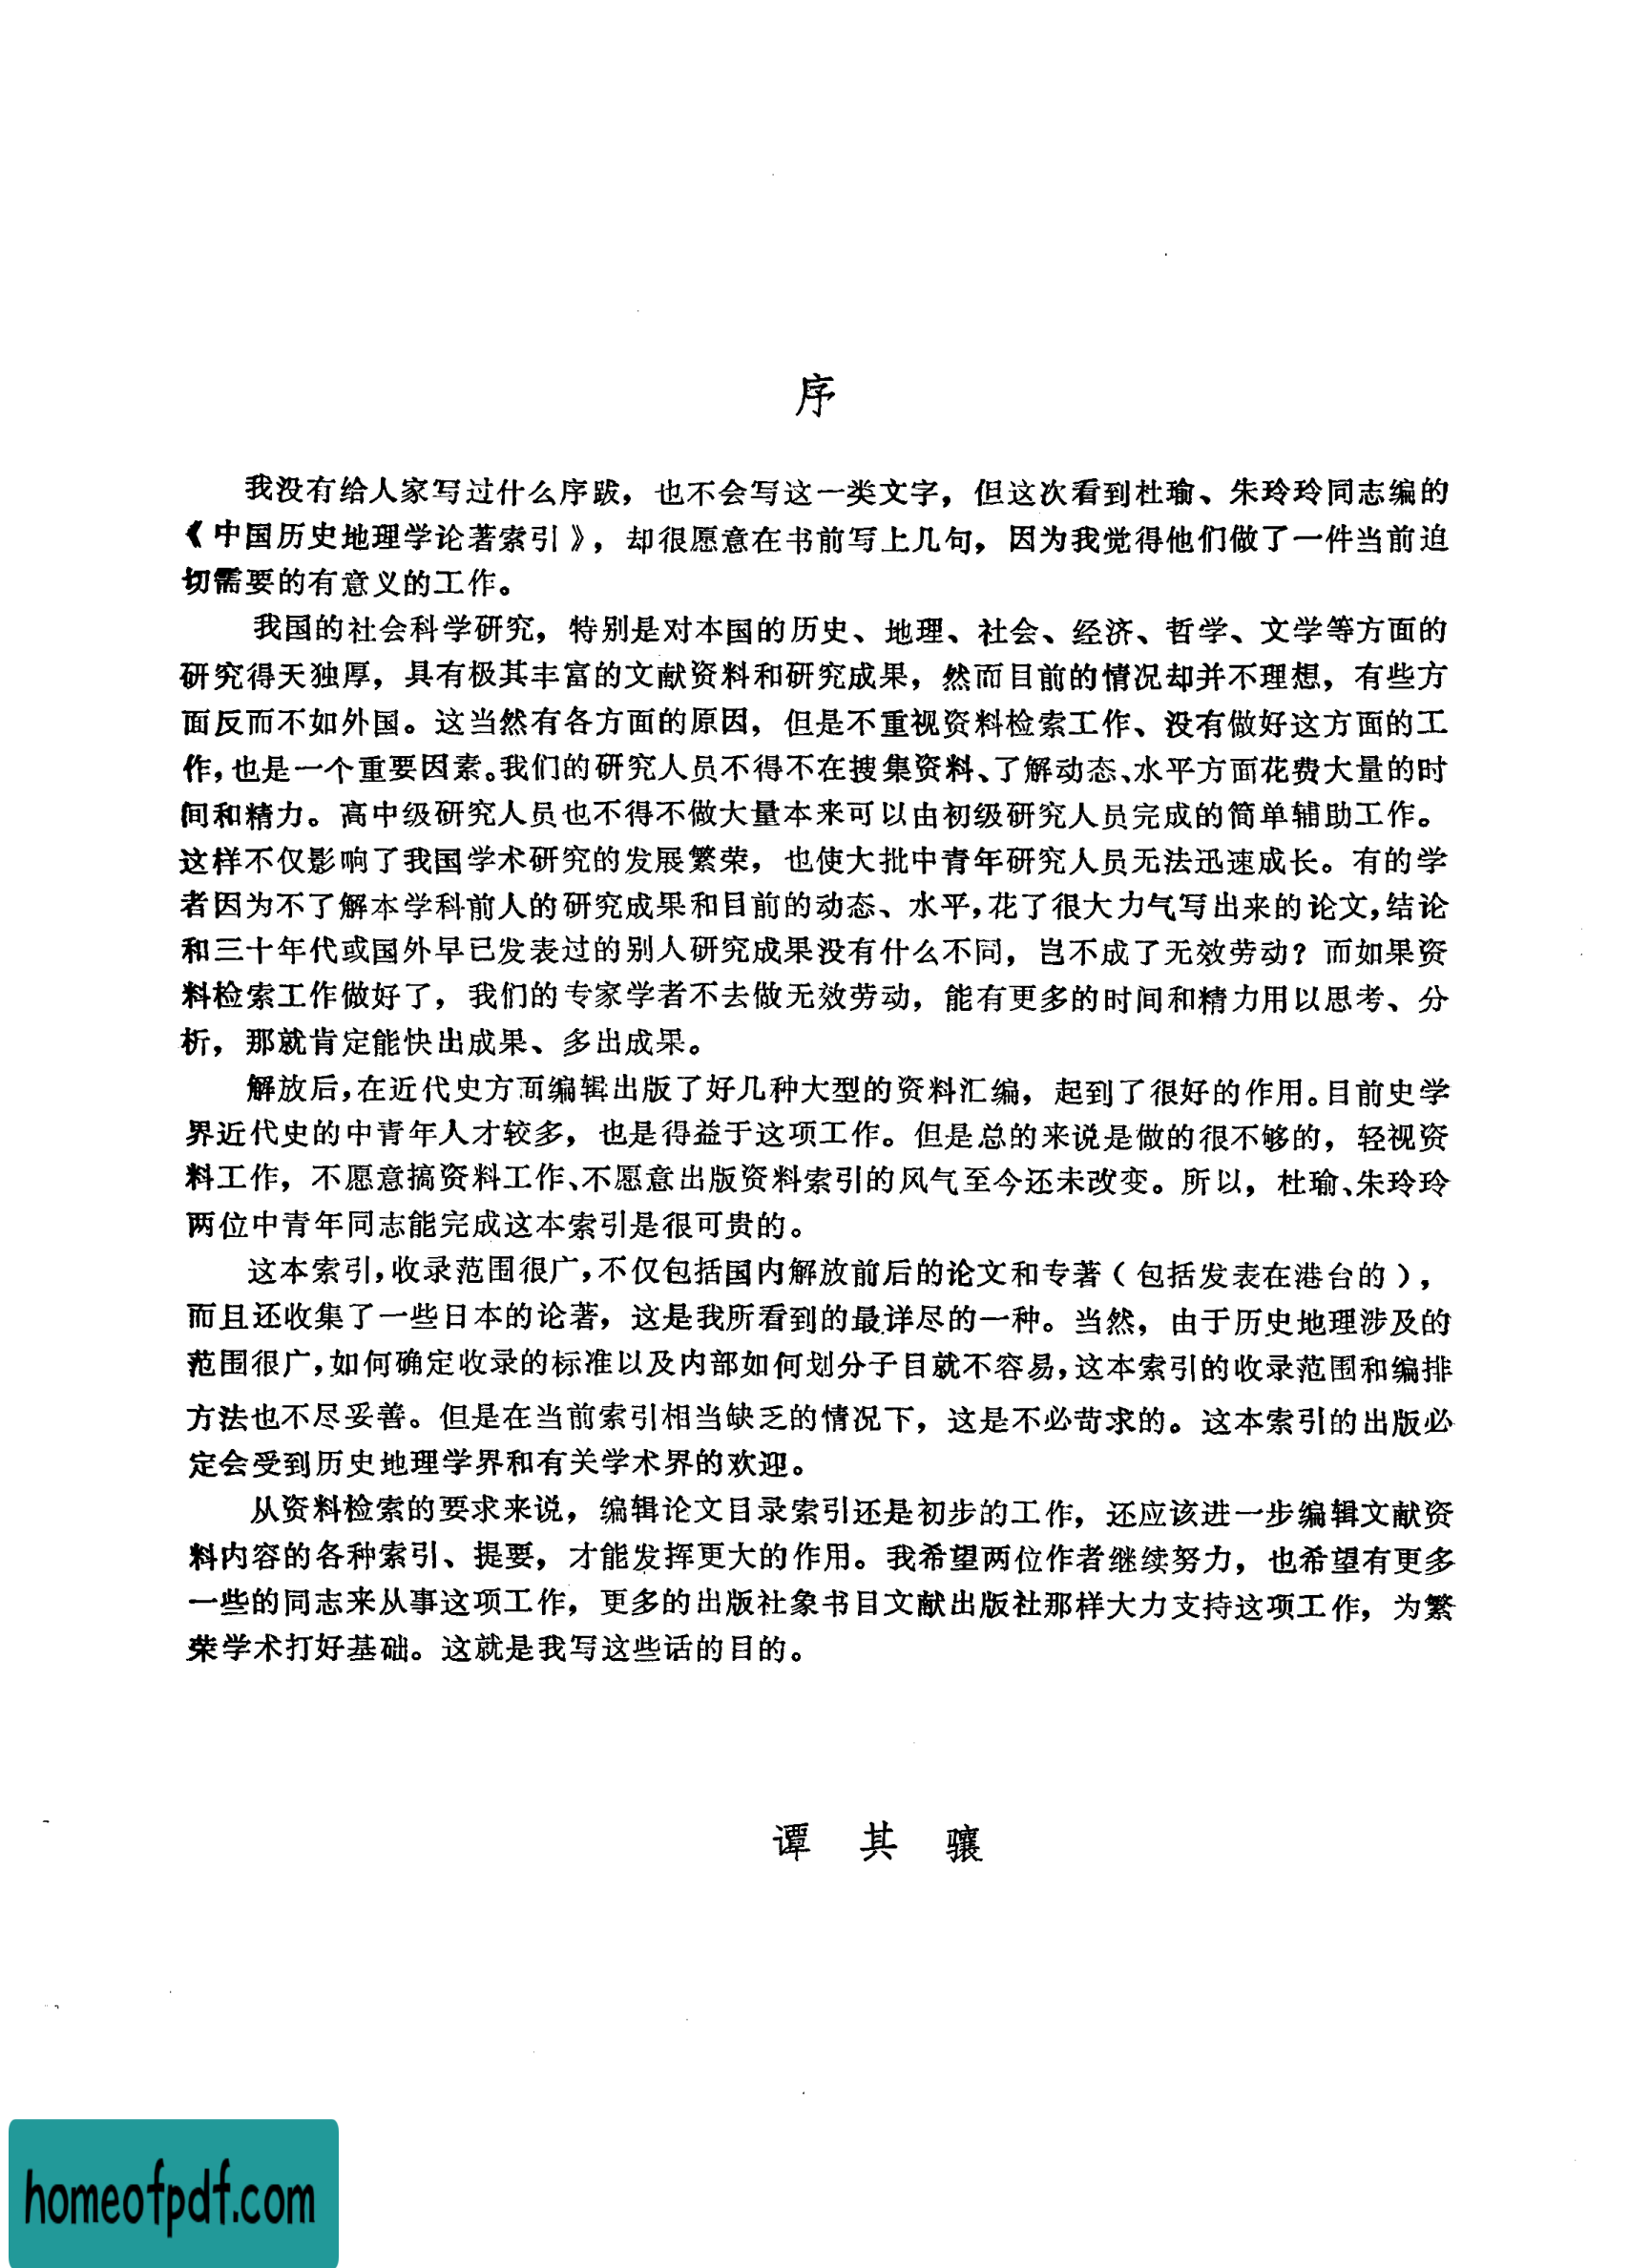 序
我没有给人家写过什么序跋，也不会写这一类文字，但这次看到杜瑜、朱玲玲同志编的
《中国历史地理学论著索引》，却很愿意在书前写上几句，因为我觉得他们做了一件当前迫
切需要的有意义的工作。
我国的社会科学研究，特别是对本国的历史、地理、社会、经济、哲学、文学等方面的
研究得天独厚，具有极其丰富的文献资料和研究成果，然而目前的情况却并不理想，有些方
面反而不如外国。这当然有各方面的原因，但是不重视资料检索工作、没有做好这方面的工
作，也是一个重要因素。我们的研究人员不得不在搜集资料、了解动态、水平方面花费大量的时
间和精力。高中级研究人员也不得不做大量本来可以由初级研究人员完成的简单辅助工作。
这样不仅影响了我国学术研究的发展繁荣，也使大批中青年研究人员无法迅速成长。有的学
者因为不了解本学科前人的研究成果和目前的动态、水平，花了很大力气写出来的论文，结论
和三十年代或国外早已发表过的别人研究成果没有什么不同，岂不成了无效劳动？而如果资
料检索工作做好了，我们的专家学者不去做无效劳动，能有更多的时间和精力用以思考、分
析，那就肯定能快出成果、多出成果。
解放后，在近代史方面编辑出版了好几种大型的资料汇编，起到了很好的作用。目前史学
界近代史的中青年人才较多，也是得益于这项工作。但是总的来说是做的很不够的，轻视资
料工作，不愿意搞资料工作、不愿意出版资料索引的风气至今还未改变。所以，杜瑜、朱玲玲
两位中青年同志能完成这本索引是很可贵的。
这本索引，收录范围很广，不仅包括国内解放前后的论文和专著（包括发表在港台的），
而且还收集了一些日本的论著，这是我所看到的最详尽的一种。当然，由于历史地理涉及的
范围很广，如何确定收录的标准以及内部如何划分子目就不容易，这本索引的收录范围和编排
方法也不尽妥善。但是在当前索引相当缺乏的情况下，这是不必苛求的。这本索引的出版必
定会受到历史地理学界和有关学术界的欢迎。
从资料检索的要求来说，编辑论文目录索引还是初步的工作，还应该进一步编辑文献资
料内容的各种索引、提要，才能发挥更大的作用。我希望两位作者继续努力，也希望有更多
一些的同志来从事这项工作，更多的出版社象书目文献出版社那样大力支持这项工作，为繁
荣学术打好基础。这就是我写这些话的目的。
谭 其 骧
homeofpdf.com